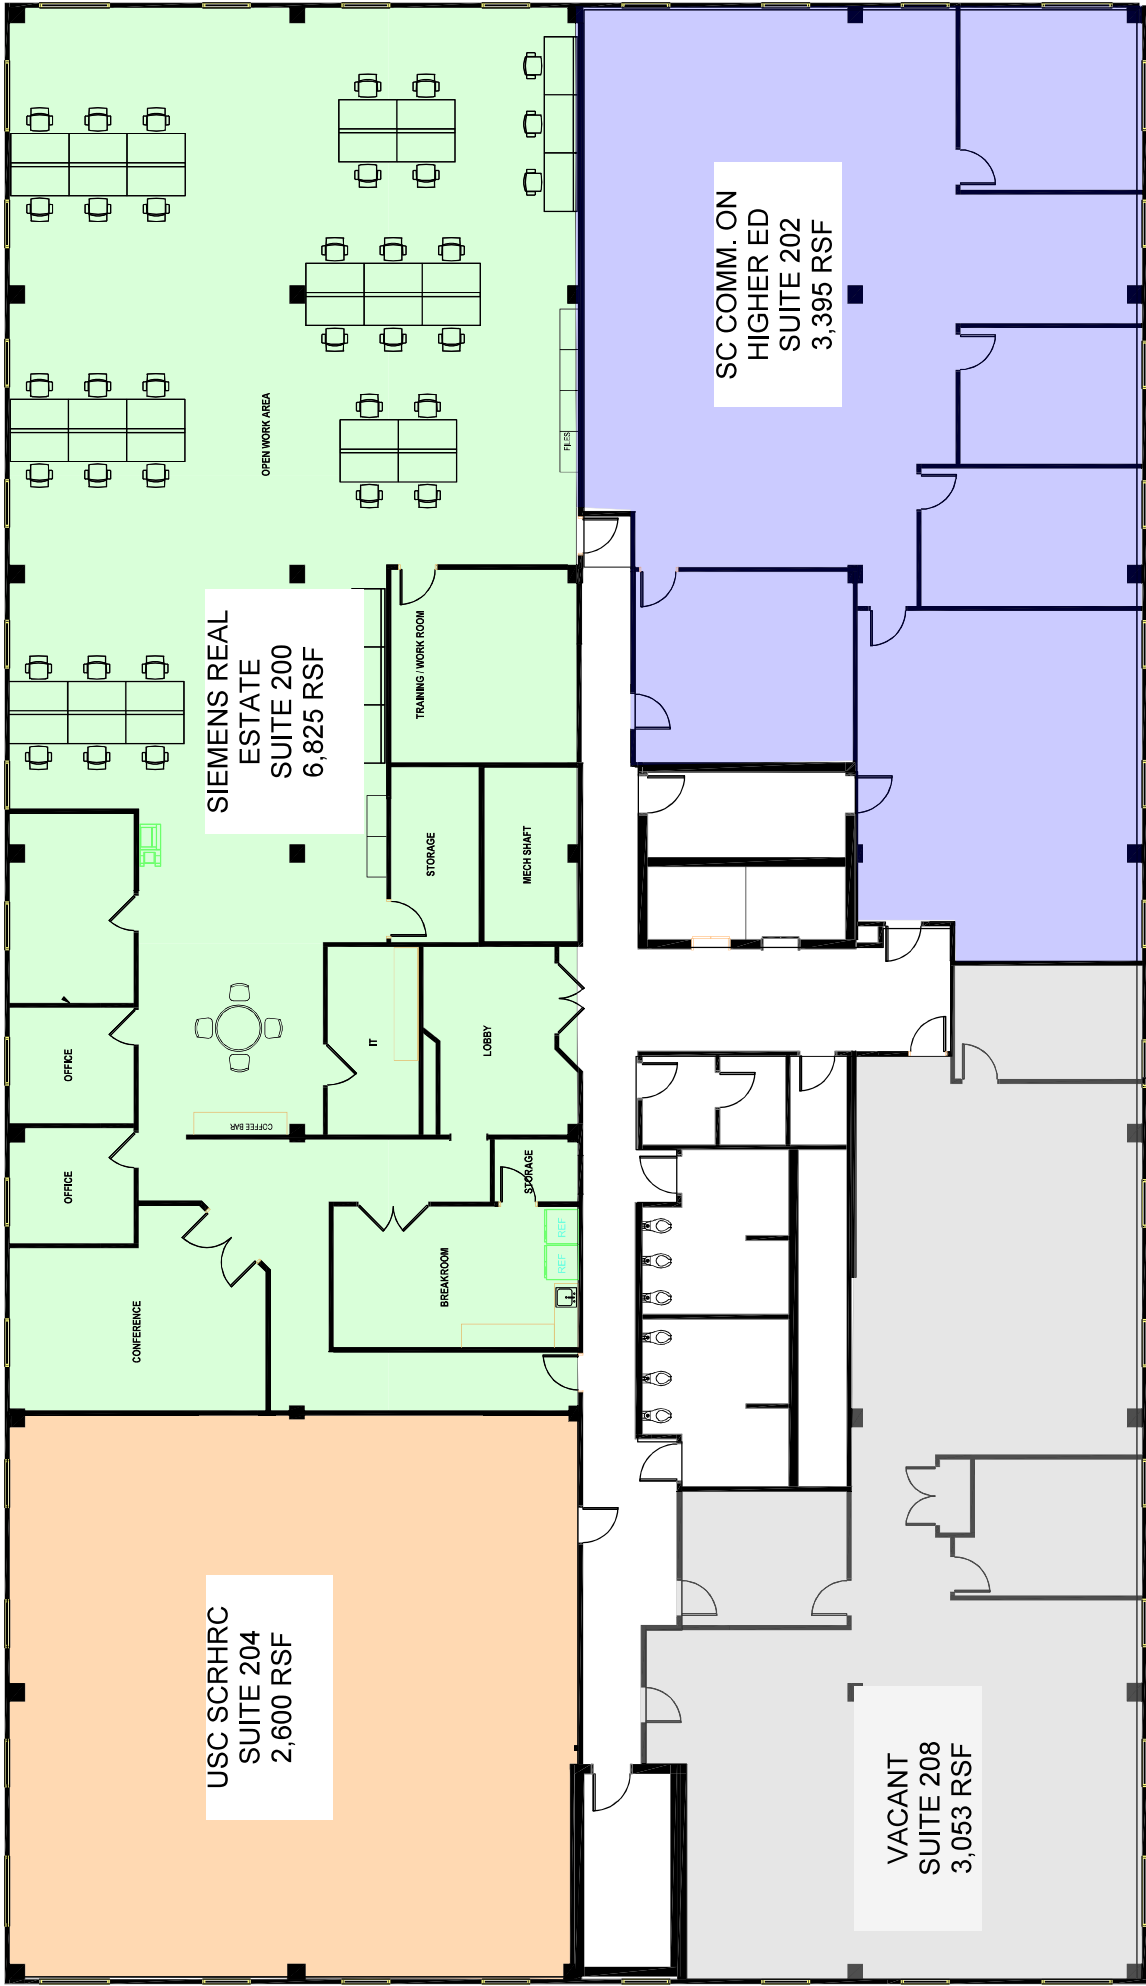 SIEMENS REAL
ESTATE
SUITE 200
6,825 RSF
SC COMM. ON
HIGHER ED
SUITE 202
3,395 RSF
USC SCRHRC
SUITE 204
2,600 RSF
VACANT
SUITE 208
3,053 RSF
OPEN WORK AREA
FILES
TRAINING / WORK ROOM
STORAGE
MECH SHAFT
OFFICE
IT
LOBBY
COFFEE BAR
OFFICE
STORAGE
CONFERENCE
BREAKROOM
REF
REF